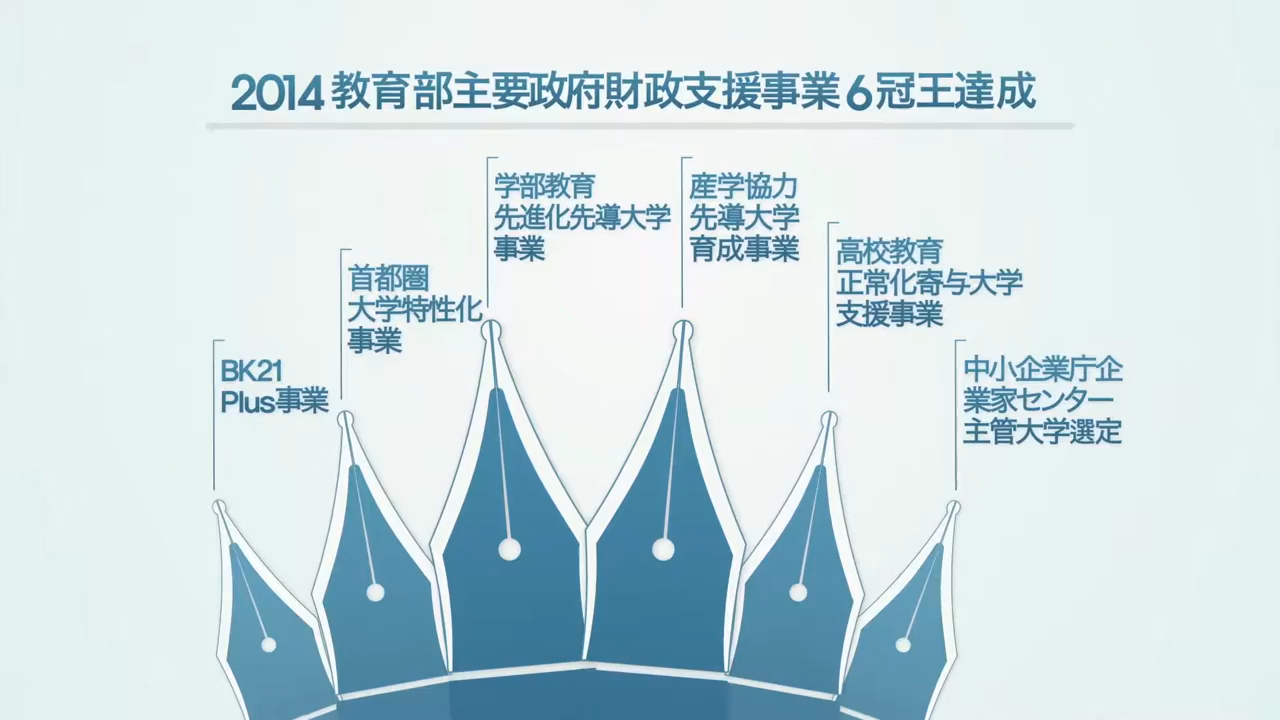 2014教育部主要政府財政支援事業6冠王達成
BK21
Plus事業
首都圏
大学特性化
事業
学部教育
先進化先導大学
事業
産学協力
先導大学
育成事業
高校教育
正常化寄与大学
支援事業
中小企業庁企
業家センター
主管大学選定